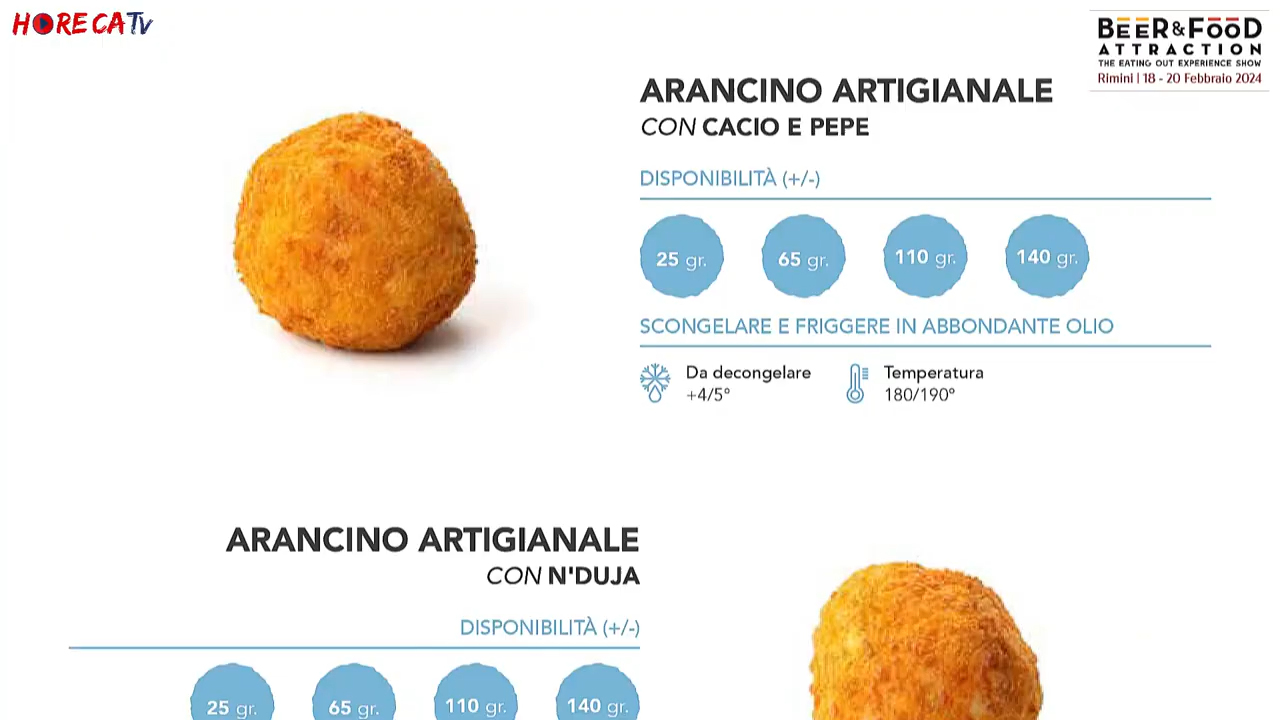 HORECATV
BEER&FOOD
ATTRACTION
THE EATING OUT EXPERIENCE SHOW
Rimini | 18 - 20 Febbraio 2024
ARANCINO ARTIGIANALE
CON CACIO E PEPE
DISPONIBILITÀ (+/-)
25 gr. 65 gr. 110 gr. 140 gr.
SCONGELARE E FRIGGERE IN ABBONDANTE OLIO
Da decongelare
+4/5°
Temperatura
180/190°
ARANCINO ARTIGIANALE
CON N'DUJA
DISPONIBILITÀ (+/-)
25 gr. 65 gr. 110 gr. 140 gr.